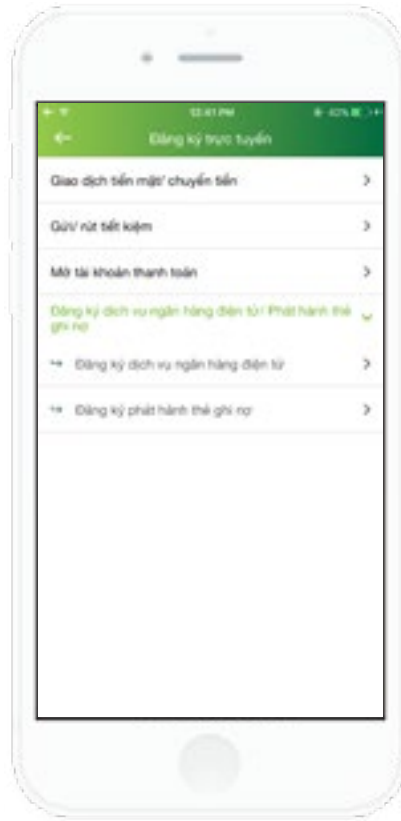 12:41 PM 42%
Đăng ký trực tuyến
Giao dịch tiền mặt/ chuyển tiền
Gửi/ rút tiết kiệm
Mở tài khoản thanh toán
Đăng ký dịch vụ ngân hàng điện tử/ Phát hành thẻ
ghi nợ
Đăng ký dịch vụ ngân hàng điện tử
Đăng ký phát hành thẻ ghi nợ